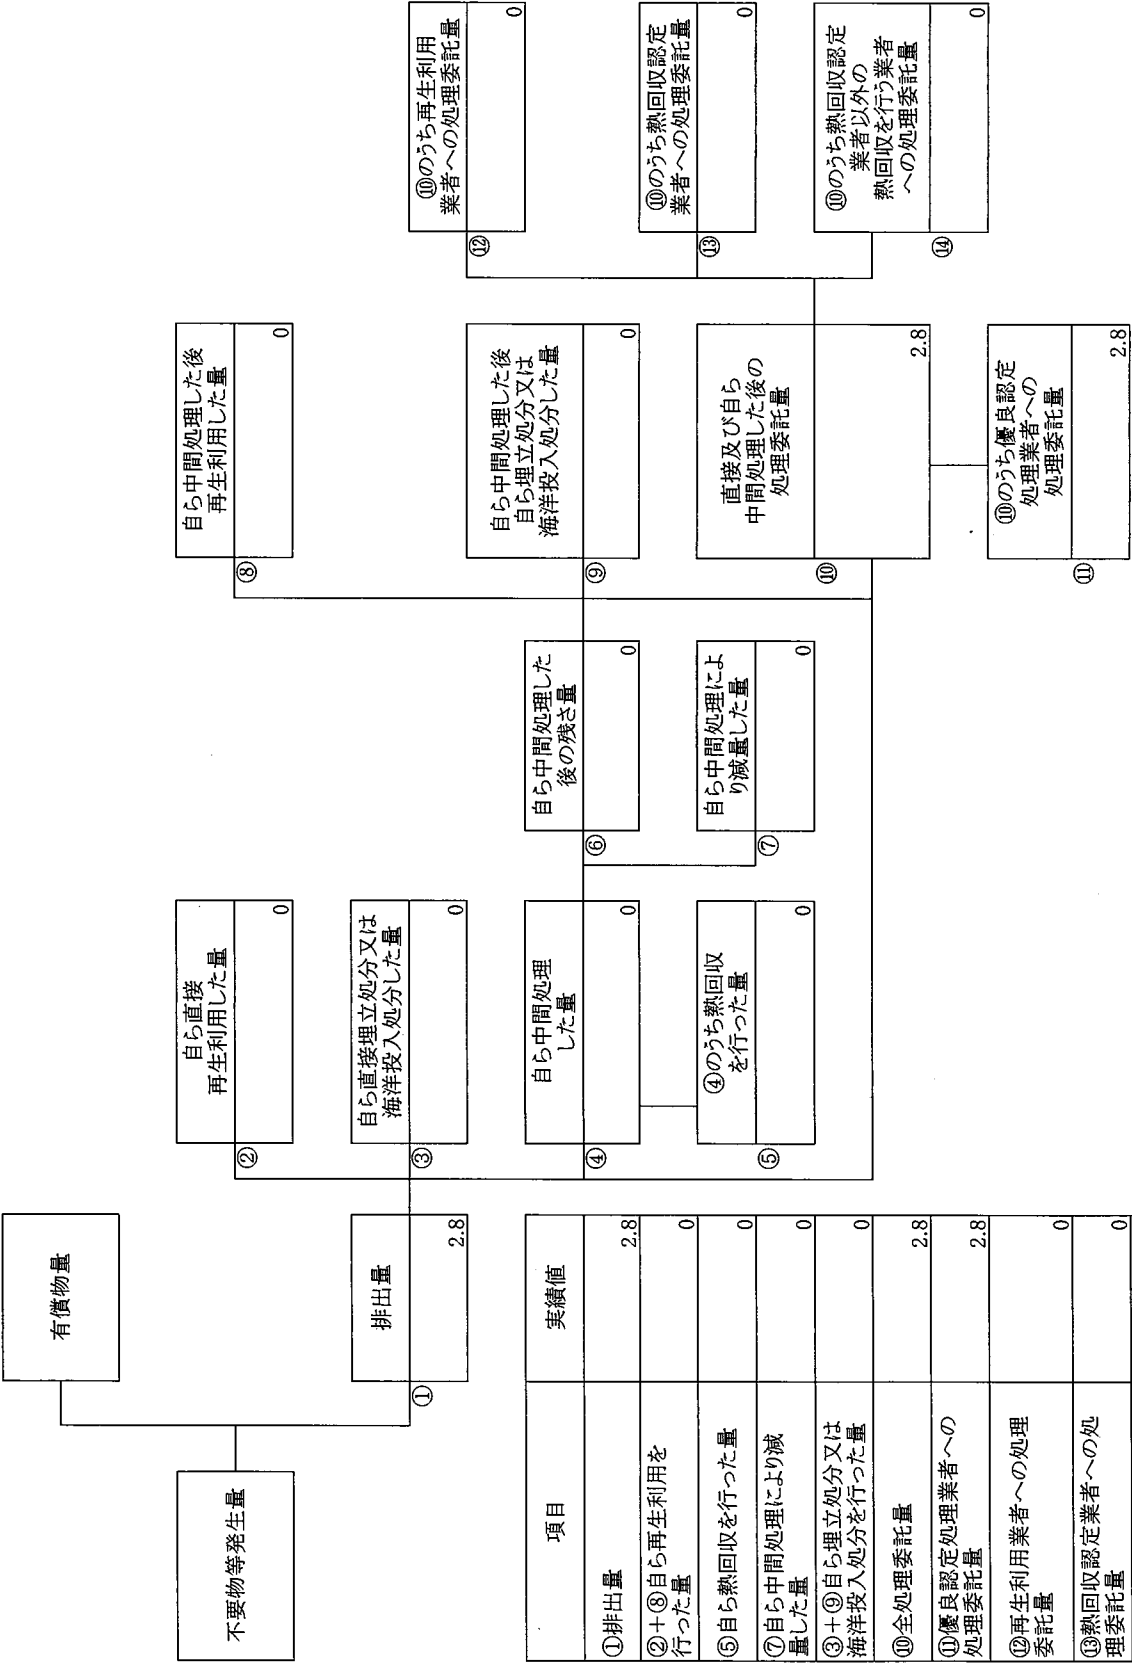 不要物等発生量
有償物量
排出量
①
2.8
自ら直接
再生利用した量
②
0
自ら直接埋立処分又は
海洋投入処分した量
③
0
自ら中間処理
した量
④
0
④のうち熱回収
を行った量
⑤
0
自ら中間処理した
後の残さ量
⑥
0
自ら中間処理によ
り減量した量
⑦
0
自ら中間処理した後
再生利用した量
⑧
0
自ら中間処理した後
自ら埋立処分又は
海洋投入処分した量
⑨
0
直接及び自ら
中間処理した後の
処理委託量
⑩
2.8
⑩のうち優良認定
処理業者への
処理委託量
⑪
2.8
⑩のうち再生利用
業者への処理委託量
⑫
0
⑩のうち熱回収認定
業者への処理委託量
⑬
0
⑩のうち熱回収認定
業者以外の
熱回収を行う業者
への処理委託量
⑭
0
項目
実績値
①排出量
2.8
②+⑧自ら再生利用を
行った量
0
⑤自ら熱回収を行った量
0
⑦自ら中間処理により減
量した量
0
③+⑨自ら埋立処分又は
海洋投入処分を行った量
0
⑩全処理委託量
2.8
⑪優良認定処理業者への
処理委託量
2.8
⑫再生利用業者への処理
委託量
0
⑬熱回収認定業者への処
理委託量
0